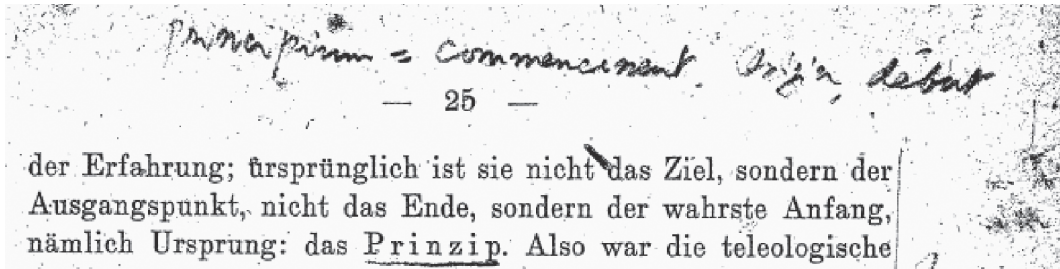 principium = commencement. Origin, début
— 25 —
der Erfahrung; ursprünglich ist sie nicht das Ziel, sondern der
Ausgangspunkt, nicht das Ende, sondern der wahrste Anfang,
nämlich Ursprung: das Prinzip. Also war die teleologische